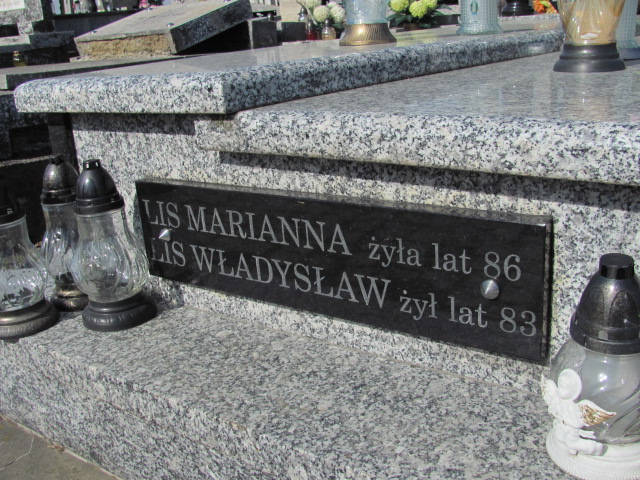 LIS MARIANNA żyła lat 86
LIS WŁADYSŁAW żył lat 83